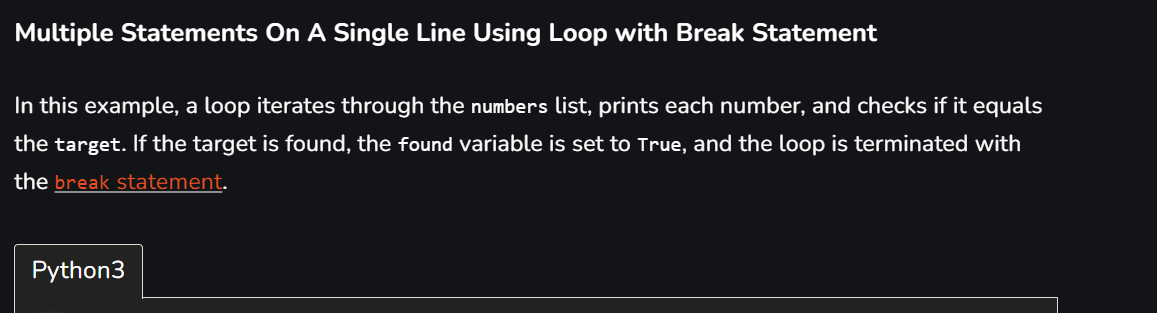 Multiple Statements On A Single Line Using Loop with Break Statement
In this example, a loop iterates through the numbers list, prints each number, and checks if it equals
the target. If the target is found, the found variable is set to True, and the loop is terminated with
the break statement.
Python3